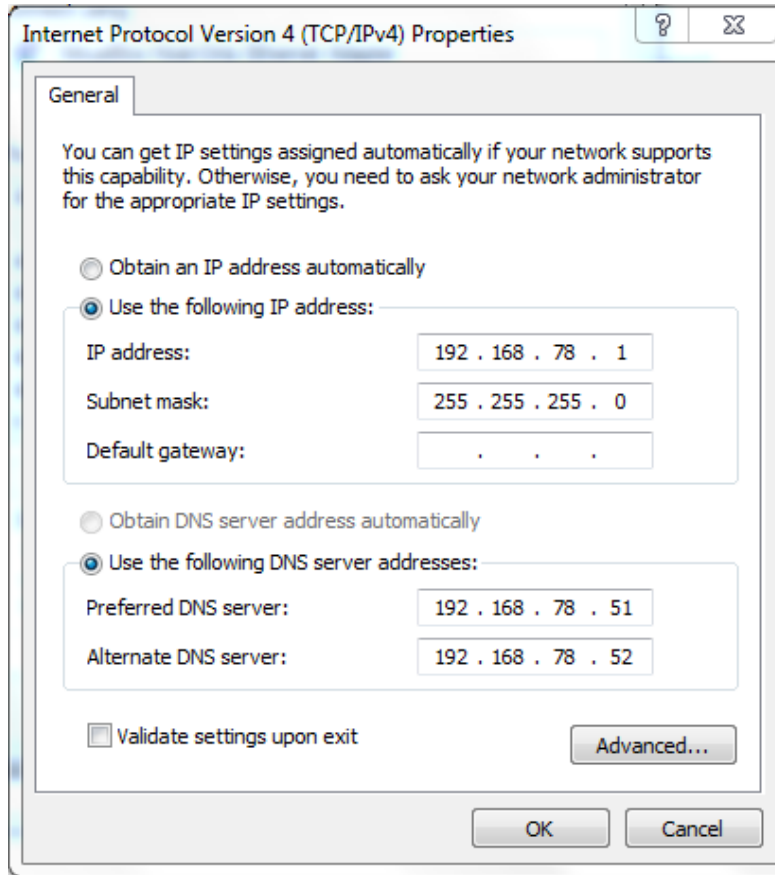 Internet Protocol Version 4 (TCP/IPv4) Properties
General
You can get IP settings assigned automatically if your network supports
this capability. Otherwise, you need to ask your network administrator
for the appropriate IP settings.
Obtain an IP address automatically
Use the following IP address:
IP address: 192 . 168 . 78 . 1
Subnet mask: 255 . 255 . 255 . 0
Default gateway: . . .
Obtain DNS server address automatically
Use the following DNS server addresses:
Preferred DNS server: 192 . 168 . 78 . 51
Alternate DNS server: 192 . 168 . 78 . 52
Validate settings upon exit
Advanced...
OK Cancel